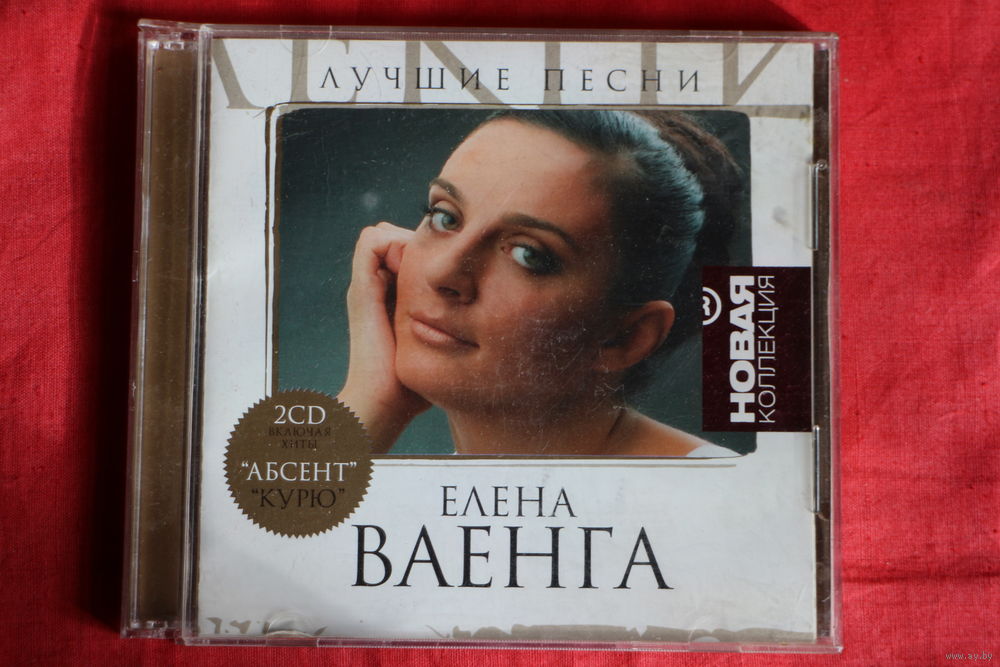 ЛУЧШИЕ ПЕСНИ
®
НОВАЯ
КОЛЛЕКЦИЯ
2CD
ВКЛЮЧАЯ
ХИТЫ
“АБСЕНТ”
“КУРЮ”
ЕЛЕНА
ВАЕНГА
www.ay.by